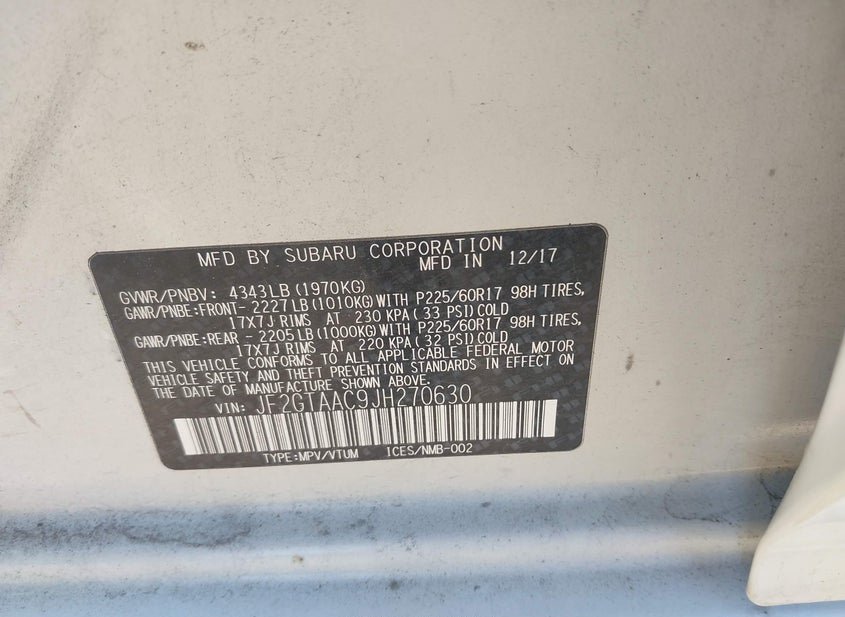 MFD BY SUBARU CORPORATION
MFD IN 12/17
GVWR/PNBV: 4343LB(1970KG)
GAWR/PNBE:FRONT- 2227LB(1010KG)WITH P225/60R17 98H TIRES,
17X7J RIMS AT 230 KPA(33 PSI)COLD
GAWR/PNBE:REAR - 2205LB(1000KG)WITH P225/60R17 98H TIRES,
17X7J RIMS AT 220 KPA(32 PSI)COLD
THIS VEHICLE CONFORMS TO ALL APPLICABLE FEDERAL MOTOR
VEHICLE SAFETY AND THEFT PREVENTION STANDARDS IN EFFECT ON
THE DATE OF MANUFACTURE SHOWN ABOVE.
VIN: JF2GTAAC9JH270630
TYPE:MPV/VTUM ICES/NMB-002